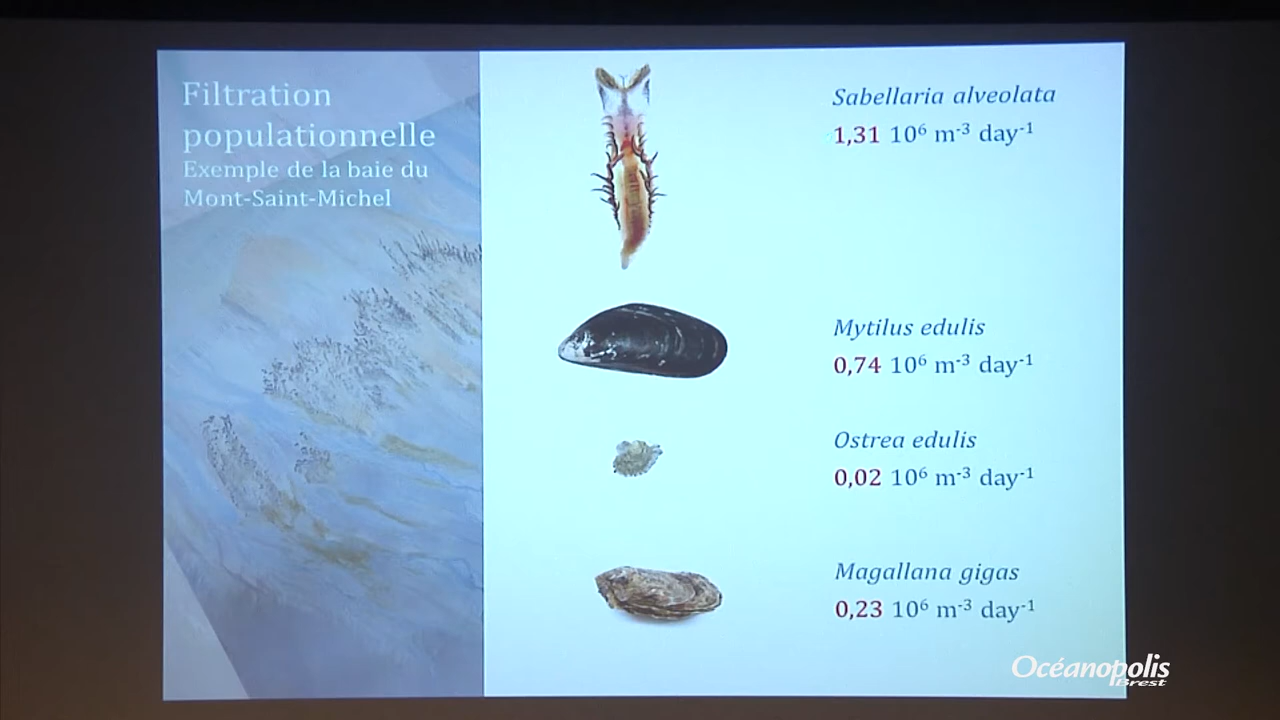 Filtration
populationnelle
Exemple de la baie du
Mont-Saint-Michel
Sabellaria alveolata
1,31 10⁶ m⁻³ day⁻¹
Mytilus edulis
0,74 10⁶ m⁻³ day⁻¹
Ostrea edulis
0,02 10⁶ m⁻³ day⁻¹
Magallana gigas
0,23 10⁶ m⁻³ day⁻¹
Océanopolis
Brest